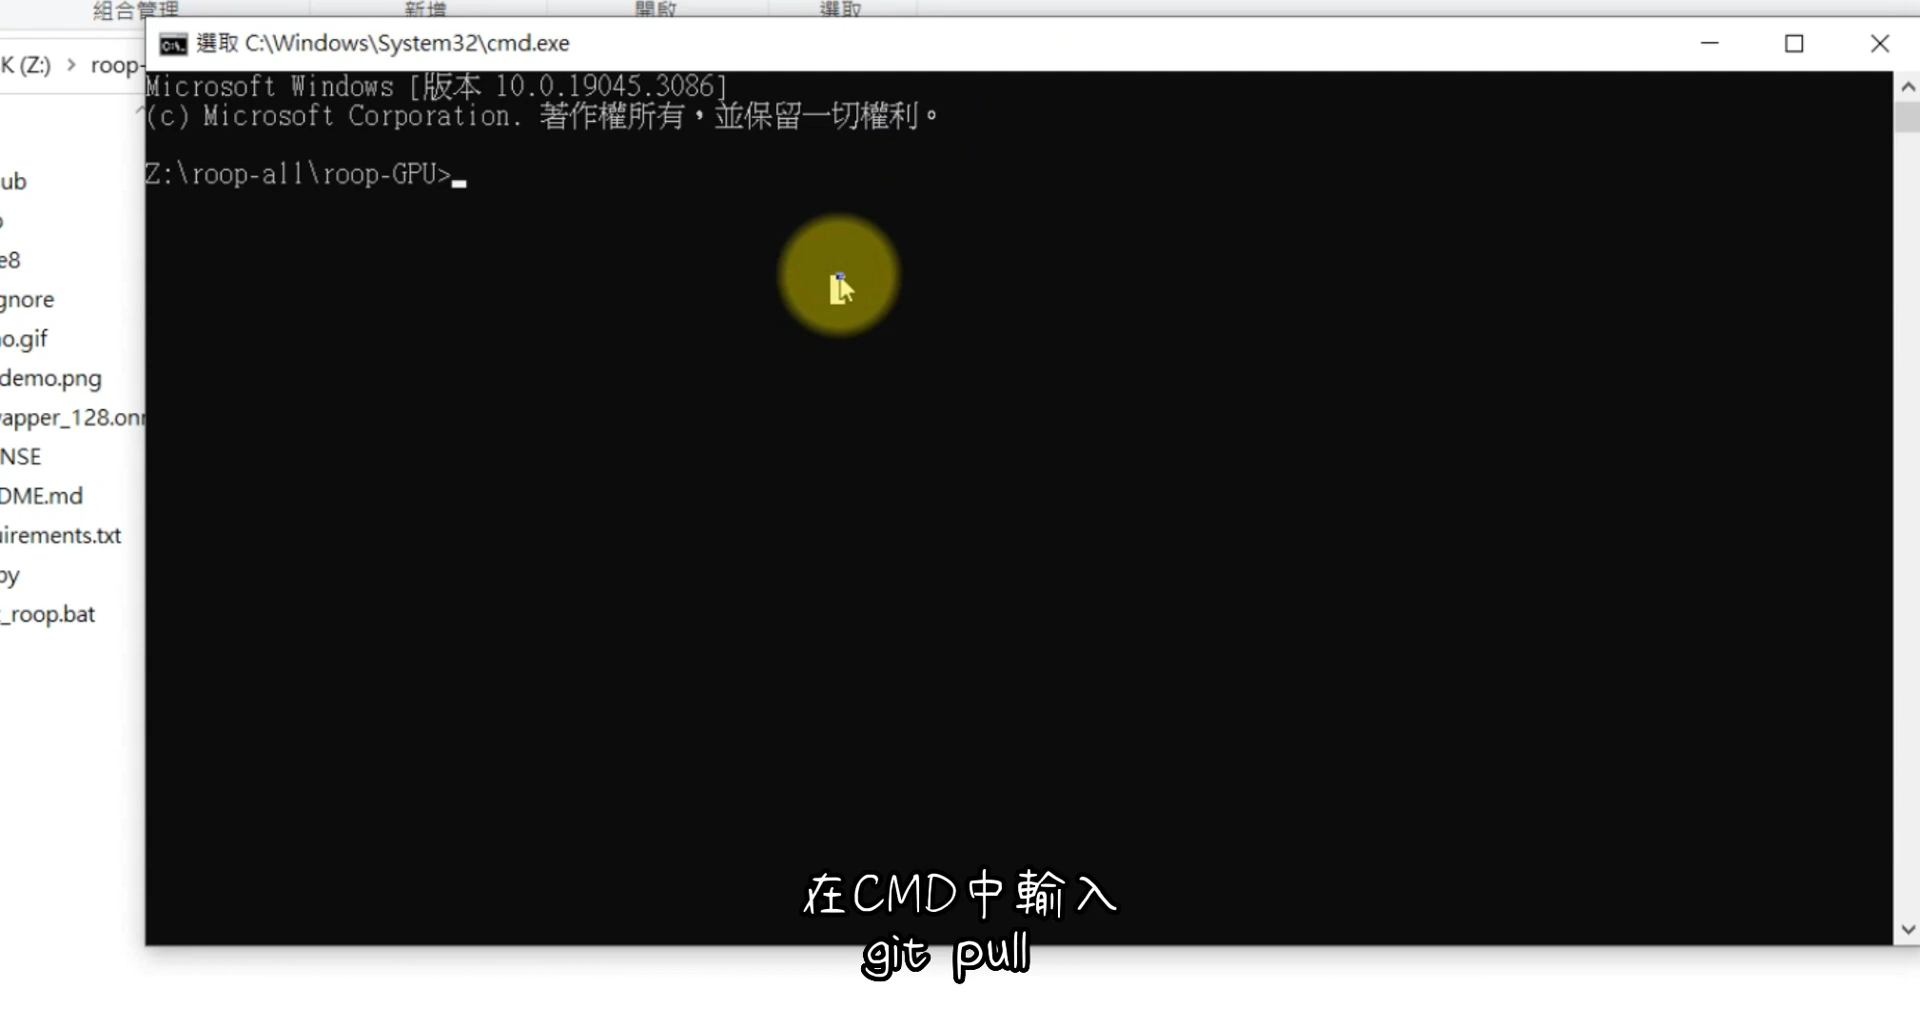 組合管理
新增
開啟
選取
選取 C:\Windows\System32\cmd.exe
K (Z:) > roop-
Microsoft Windows [版本 10.0.19045.3086]
(c) Microsoft Corporation. 著作權所有，並保留一切權利。
Z:\roop-all\roop-GPU>
ub
e8
gnore
o.gif
demo.png
apper_128.onn
NSE
DME.md
uirements.txt
py
_roop.bat
在CMD中輸入
git pull